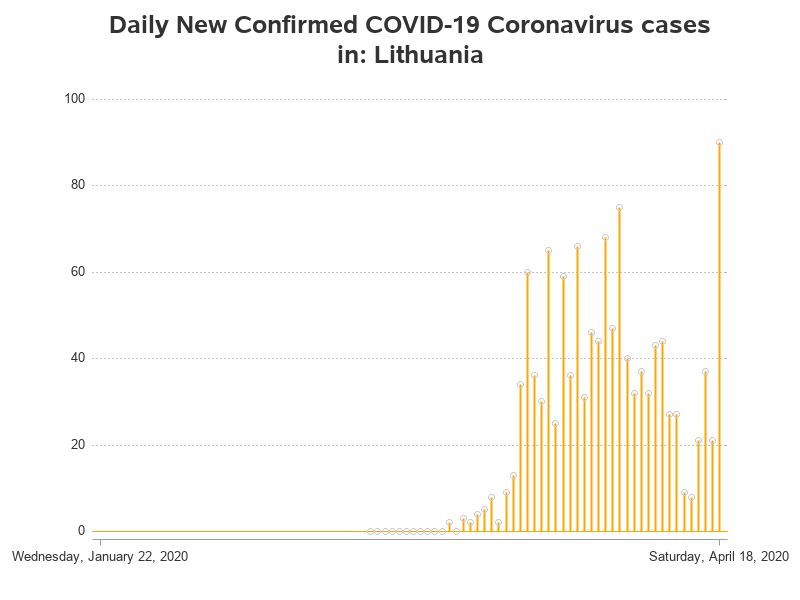 Daily New Confirmed COVID-19 Coronavirus cases
in: Lithuania
100
80
60
40
20
0
Wednesday, January 22, 2020
Saturday, April 18, 2020